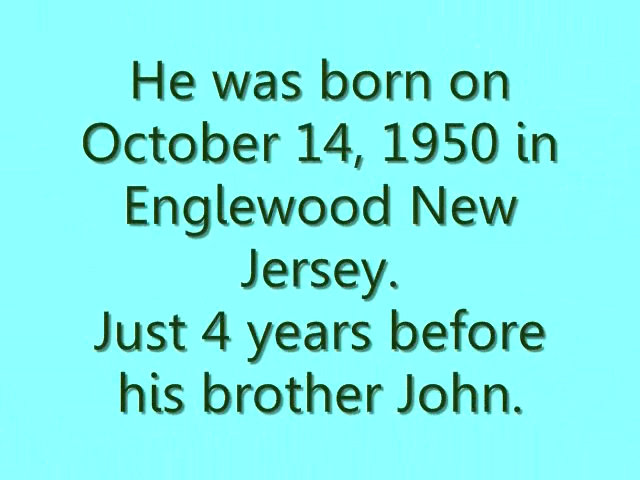 He was born on
October 14, 1950 in
Englewood New
Jersey.
Just 4 years before
his brother John.